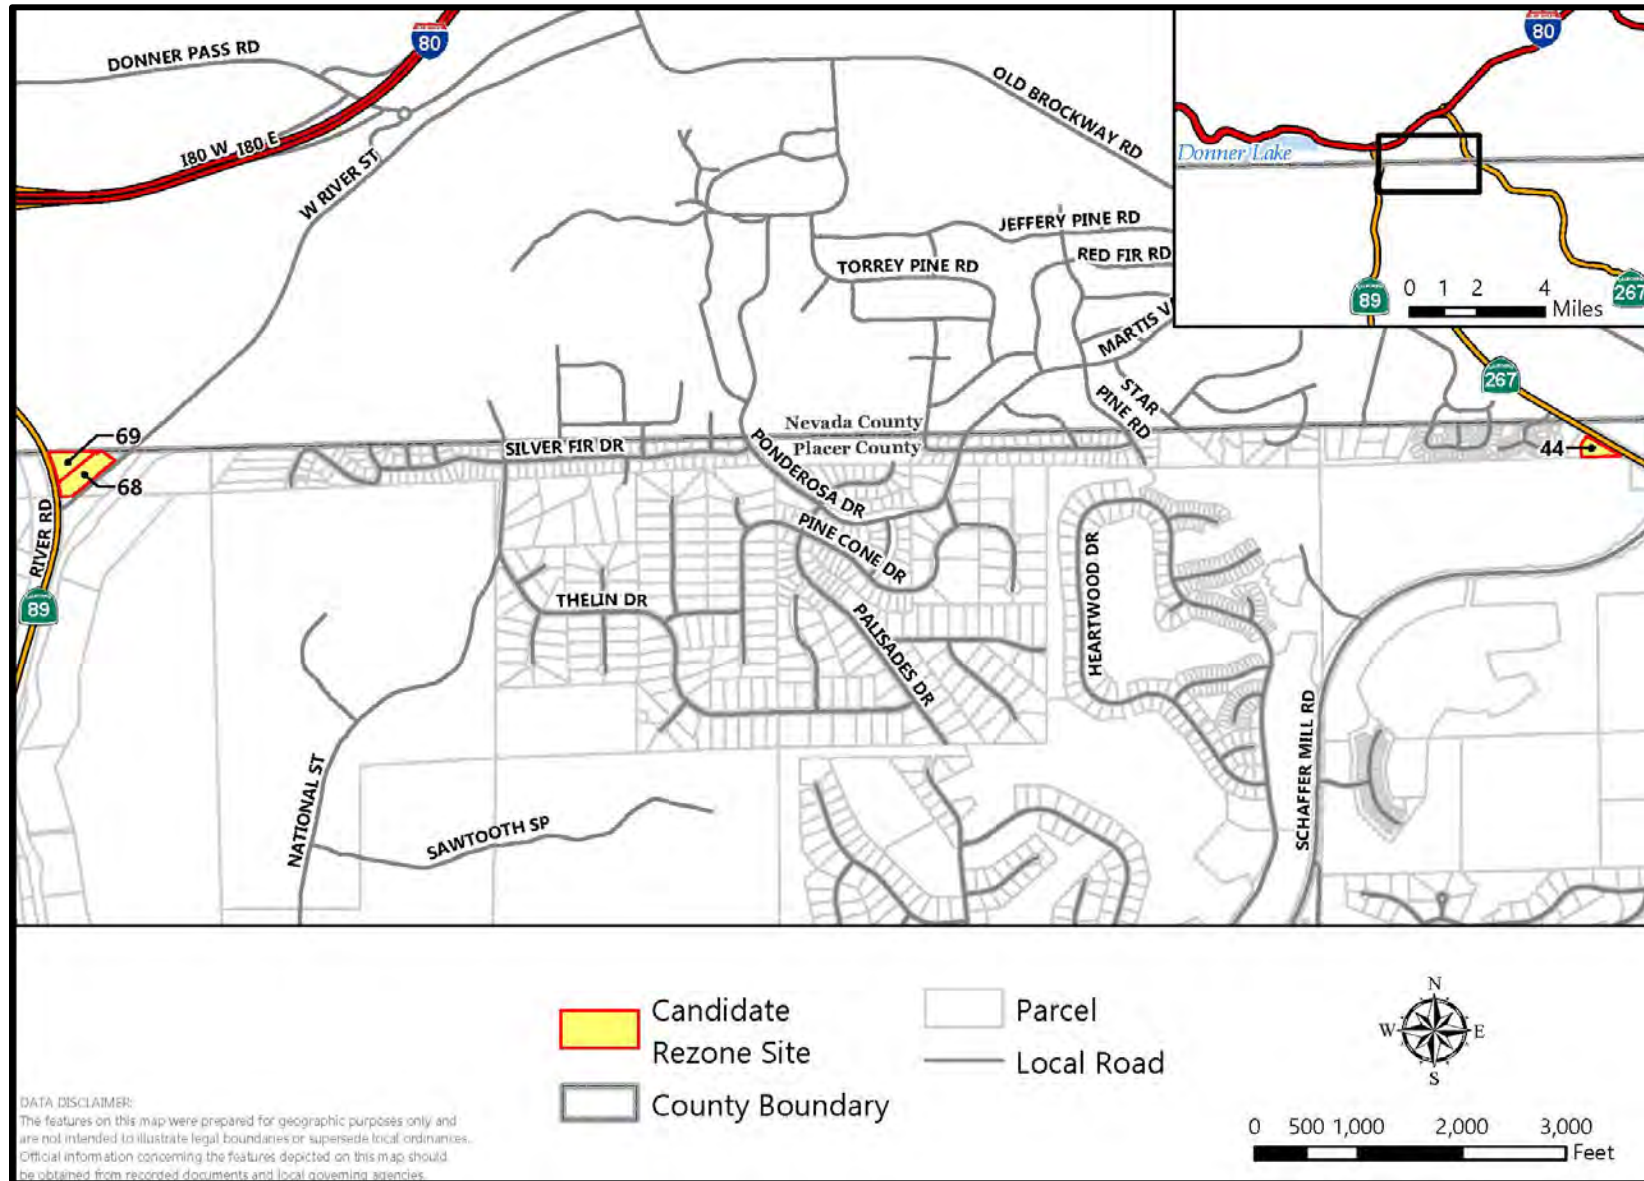 DONNER PASS RD
80
I80 W
I80 E
W RIVER ST
OLD BROCKWAY RD
80
Donner Lake
89
267
0 1 2 4
Miles
JEFFERY PINE RD
RED FIR RD
TORREY PINE RD
MARTIS V
STAR
PINE RD
267
Nevada County
Placer County
SILVER FIR DR
PONDEROSA DR
69
68
44
RIVER RD
89
PINE CONE DR
THELIN DR
PALISADES DR
HEARTWOOD DR
SCHAFFER MILL RD
NATIONAL ST
SAWTOOTH SP
Candidate
Rezone Site
County Boundary
Parcel
Local Road
N
W E
S
0 500 1,000 2,000 3,000
Feet
DATA DISCLAIMER:
The features on this map were prepared for geographic purposes only and
are not intended to illustrate legal boundaries or supersede local ordinances.
Official information concerning the features depicted on this map should
be obtained from recorded documents and local governing agencies.